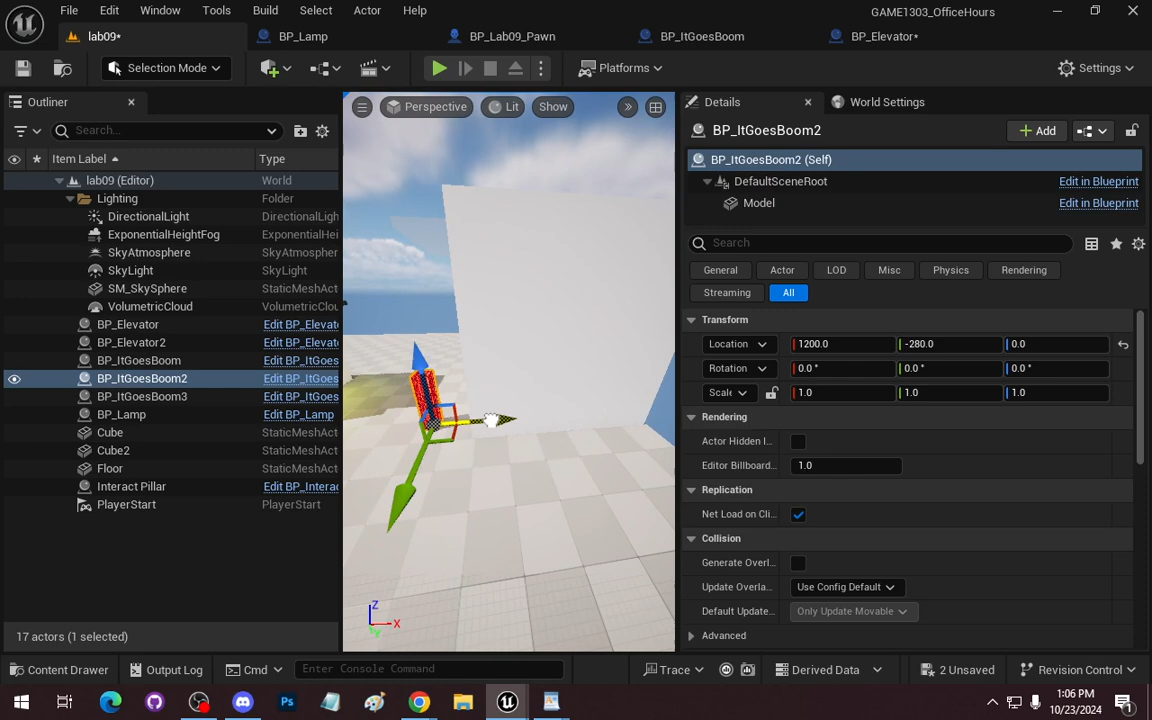 File Edit Window Tools Build Select Actor Help
GAME1303_OfficeHours
lab09* BP_Lamp BP_Lab09_Pawn BP_ItGoesBoom BP_Elevator*
Selection Mode Platforms Settings
Outliner
Search...
Item Label Type
lab09 (Editor) World
Lighting Folder
DirectionalLight DirectionalLigh
ExponentialHeightFog ExponentialHei
SkyAtmosphere SkyAtmosphere
SkyLight SkyLight
SM_SkySphere StaticMeshAct
VolumetricCloud VolumetricClou
BP_Elevator Edit BP_Elevat
BP_Elevator2 Edit BP_Elevat
BP_ItGoesBoom Edit BP_ItGoes
BP_ItGoesBoom2 Edit BP_ItGoes
BP_ItGoesBoom3 Edit BP_ItGoes
BP_Lamp Edit BP_Lamp
Cube StaticMeshAct
Cube2 StaticMeshAct
Floor StaticMeshAct
Interact Pillar Edit BP_Interac
PlayerStart PlayerStart
17 actors (1 selected)
Perspective Lit Show
Z
X
Y
Details World Settings
BP_ItGoesBoom2 Add
BP_ItGoesBoom2 (Self)
DefaultSceneRoot Edit in Blueprint
Model Edit in Blueprint
Search
General Actor LOD Misc Physics Rendering
Streaming All
Transform
Location 1200.0 -280.0 0.0
Rotation 0.0 ° 0.0 ° 0.0 °
Scale 1.0 1.0 1.0
Rendering
Actor Hidden I...
Editor Billboard... 1.0
Replication
Net Load on Cli...
Collision
Generate Overl...
Update Overla... Use Config Default
Default Update... Only Update Movable
Advanced
Content Drawer Output Log Cmd Enter Console Command Trace Derived Data 2 Unsaved Revision Control
1:06 PM
10/23/2024
1